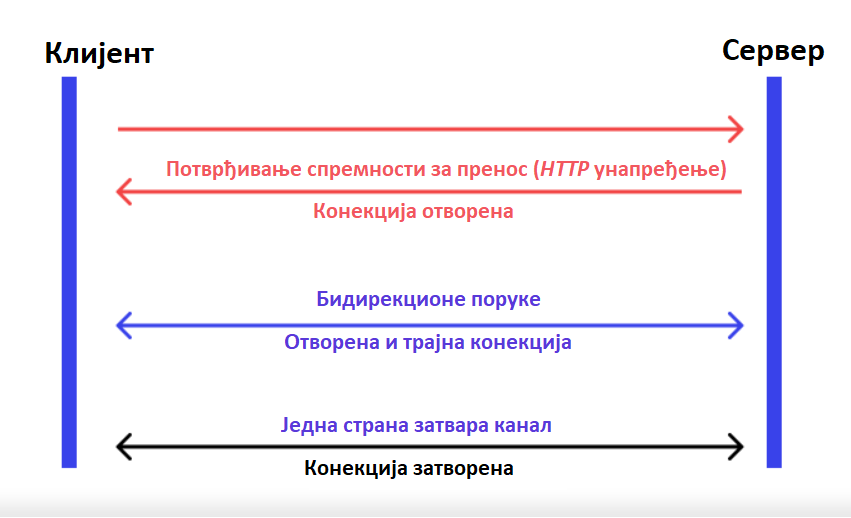 Клијент
Сервер
Потврђивање спремности за пренос (HTTP унапређење)
Конекција отворена
Бидирекционе поруке
Отворена и трајна конекција
Једна страна затвара канал
Конекција затворена